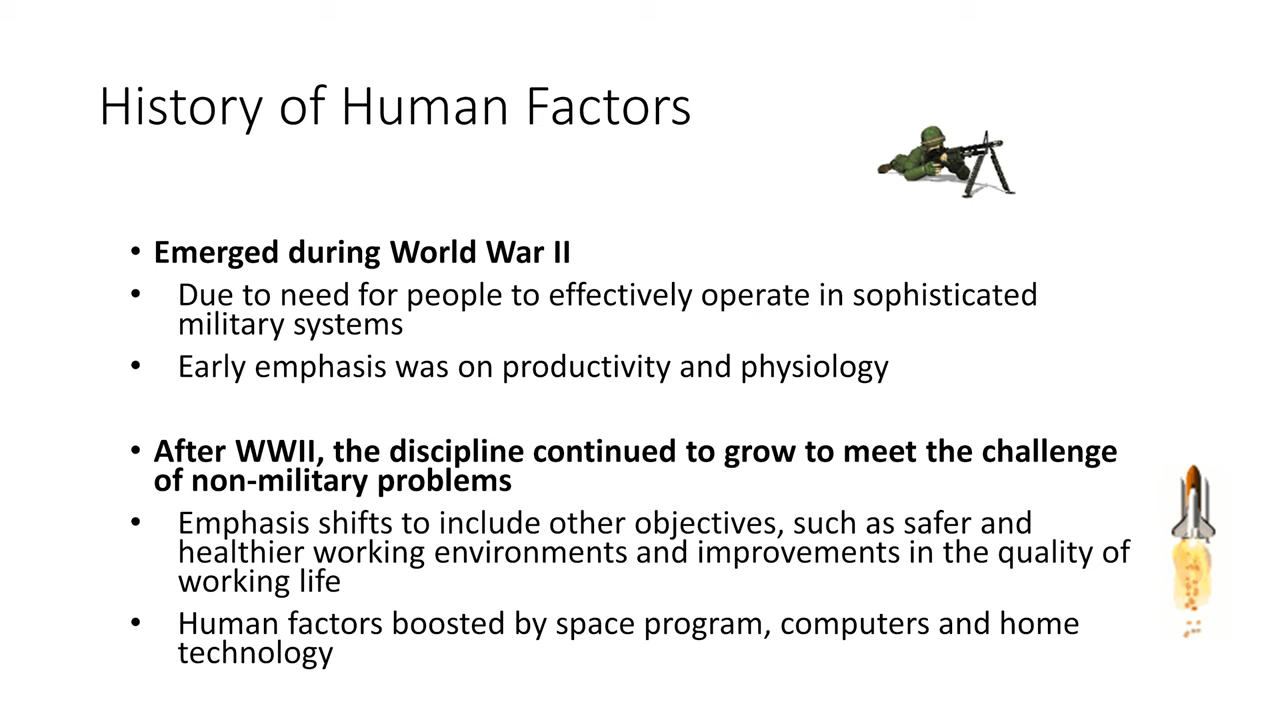 History of Human Factors
• Emerged during World War II
• Due to need for people to effectively operate in sophisticated
military systems
• Early emphasis was on productivity and physiology
• After WWII, the discipline continued to grow to meet the challenge
of non-military problems
• Emphasis shifts to include other objectives, such as safer and
healthier working environments and improvements in the quality of
working life
• Human factors boosted by space program, computers and home
technology